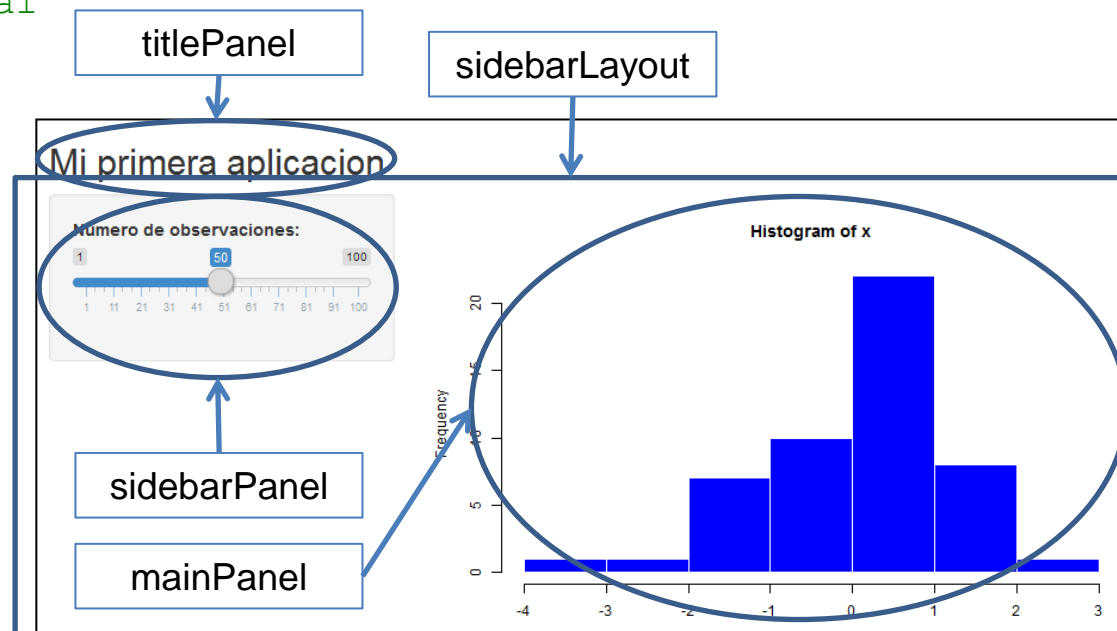 titlePanel
sidebarLayout
Mi primera aplicacion
Número de observaciones:
1 50 100
1 11 21 31 41 51 61 71 81 91 100
Histogram of x
Frequency
20
15
10
5
0
-4 -3 -2 -1 0 1 2 3
sidebarPanel
mainPanel